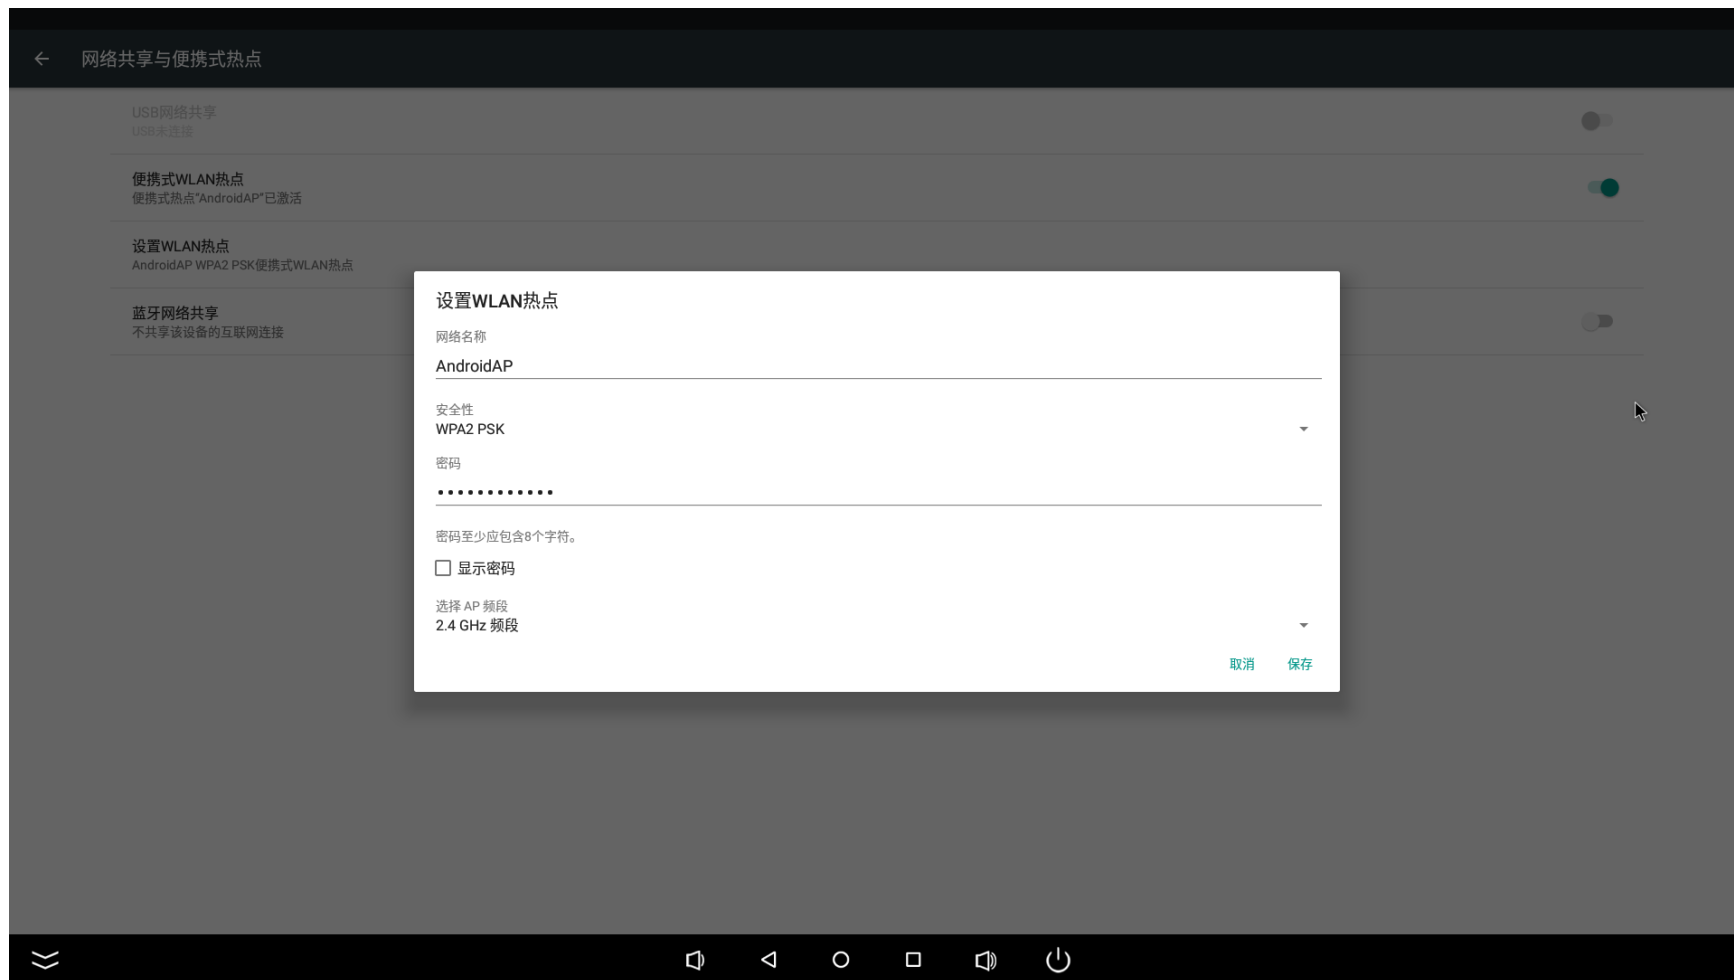 网络共享与便携式热点
USB网络共享
USB未连接
便携式WLAN热点
便携式热点"AndroidAP"已激活
设置WLAN热点
AndroidAP WPA2 PSK便携式WLAN热点
蓝牙网络共享
不共享该设备的互联网连接
设置WLAN热点
网络名称
AndroidAP
安全性
WPA2 PSK
密码
••••••••••••
密码至少应包含8个字符。
显示密码
选择 AP 频段
2.4 GHz 频段
取消 保存